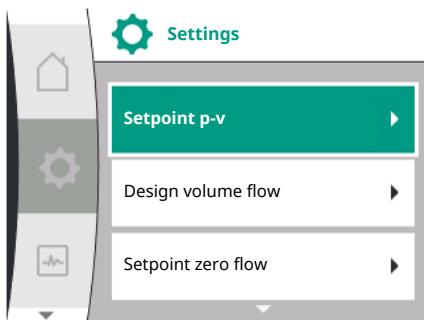 Settings
Setpoint p-v
Design volume flow
Setpoint zero flow